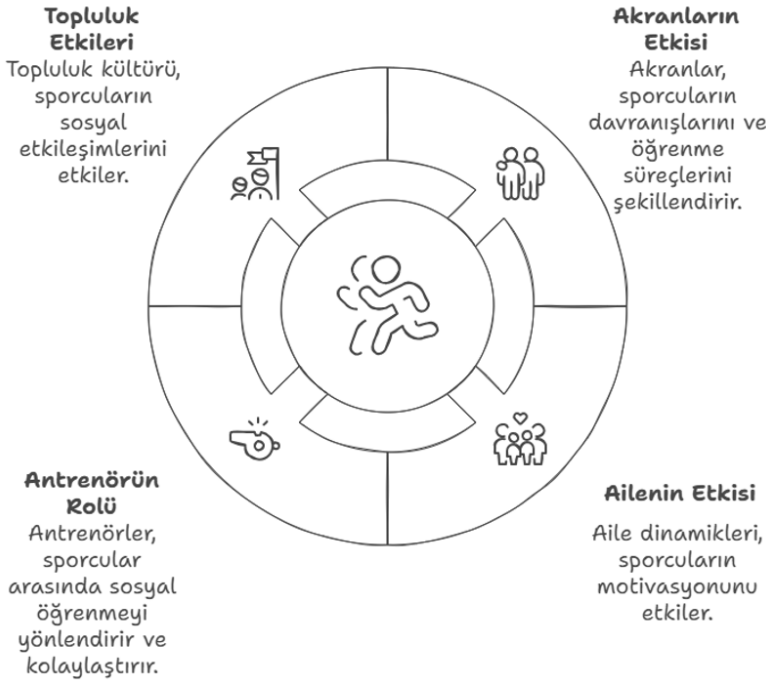 Topluluk
Etkileri
Topluluk kültürü,
sporcuların
sosyal
etkileşimlerini
etkiler.
Akranların
Etkisi
Akranlar,
sporcuların
davranışlarını ve
öğrenme
süreçlerini
şekillendirir.
Antrenörün
Rolü
Antrenörler,
sporcular
arasında sosyal
öğrenmeyi
yönlendirir ve
kolaylaştırır.
Ailenin Etkisi
Aile dinamikleri,
sporcuların
motivasyonunu
etkiler.